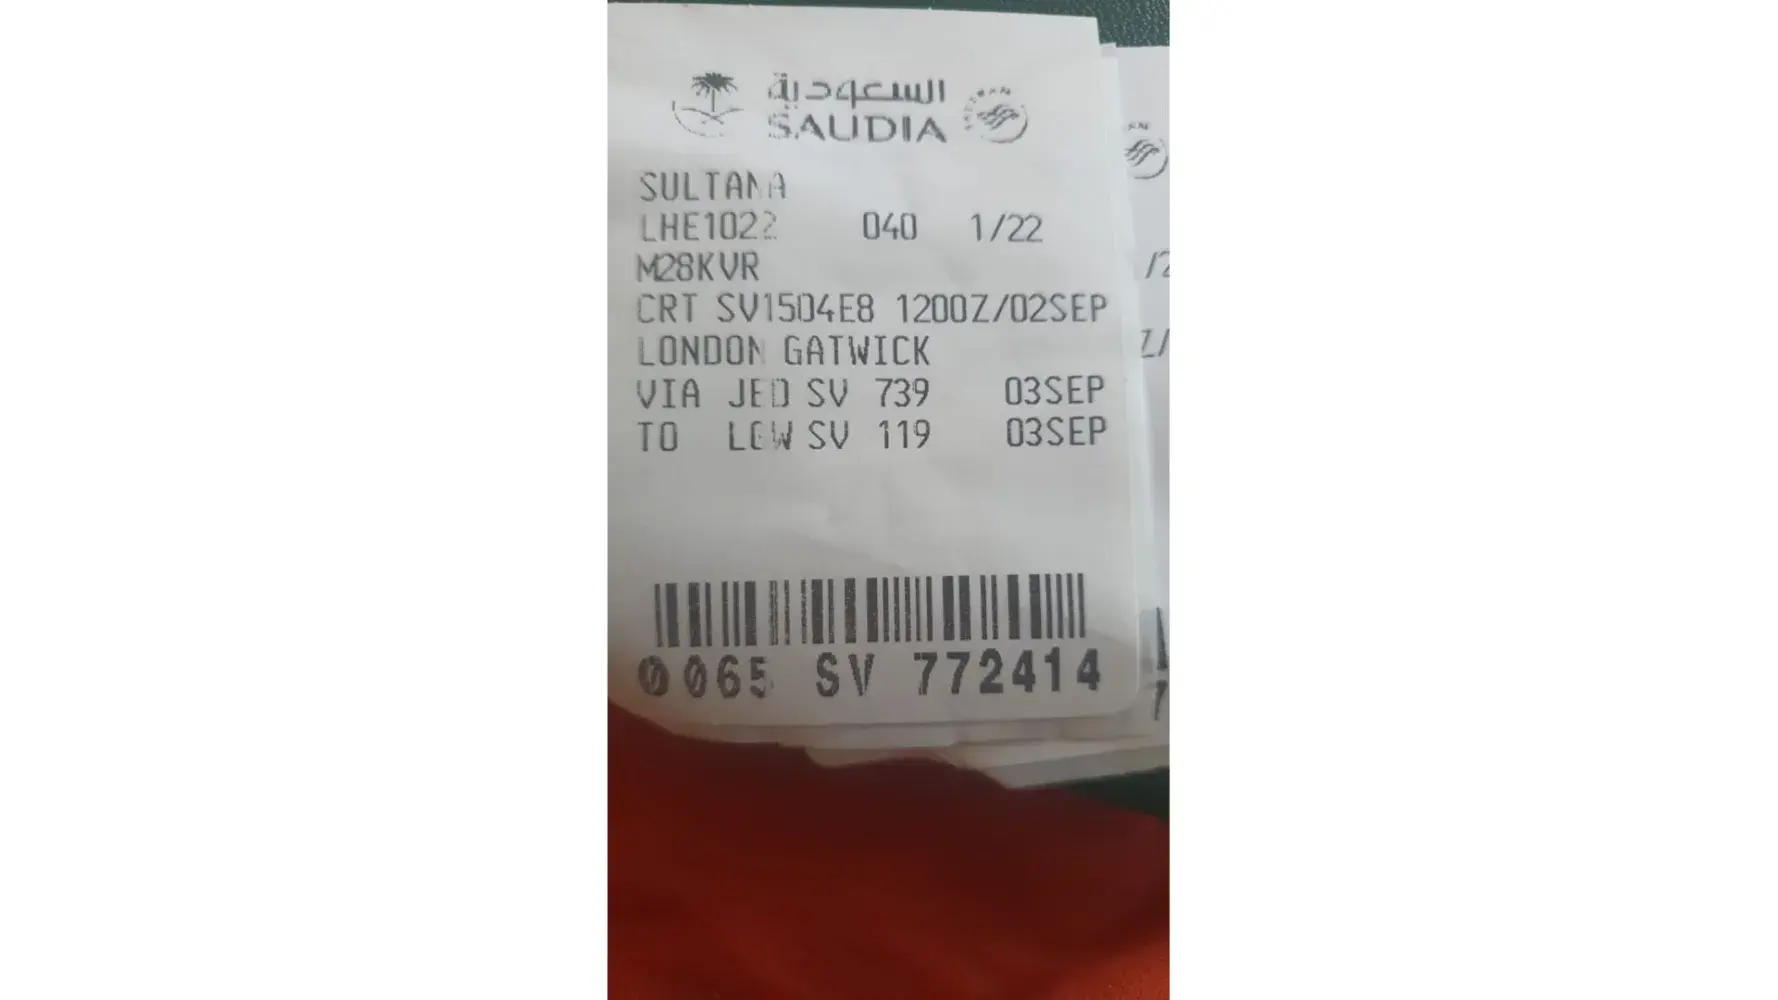 السعودية
SAUDIA
SULTANA
LHE1022 040 1/22
M28KVR
CRT SV1504E8 1200Z/02SEP
LONDON GATWICK
VIA JED SV 739 03SEP
TO LGW SV 119 03SEP
0065 SV 772414